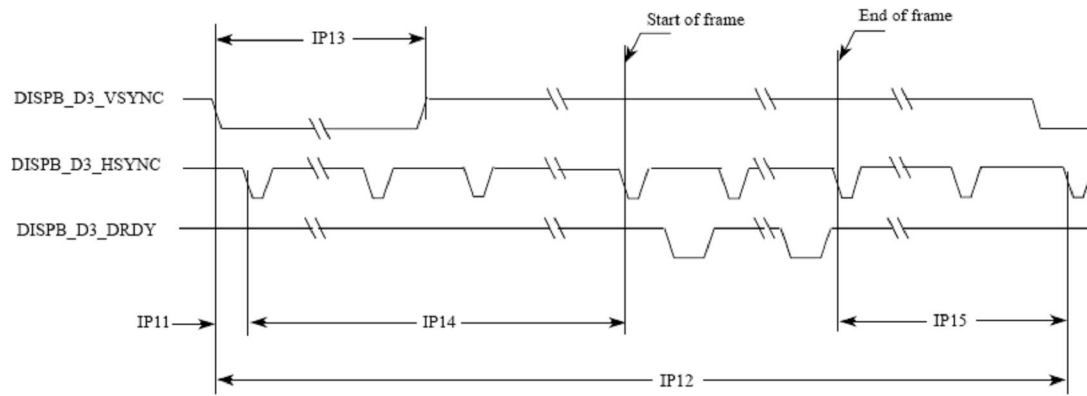 Start of frame
End of frame
IP13
DISPB_D3_VSYNC
DISPB_D3_HSYNC
DISPB_D3_DRDY
IP11
IP14
IP15
IP12